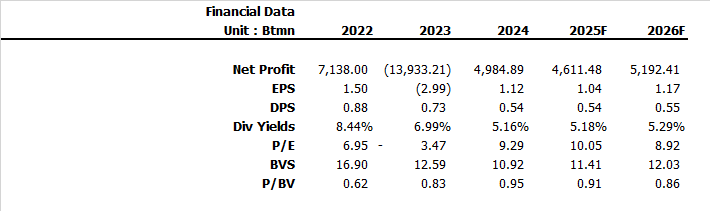 Financial Data
Unit : Btmn 2022 2023 2024 2025F 2026F
Net Profit 7,138.00 (13,933.21) 4,984.89 4,611.48 5,192.41
EPS 1.50 (2.99) 1.12 1.04 1.17
DPS 0.88 0.73 0.54 0.54 0.55
Div Yields 8.44% 6.99% 5.16% 5.18% 5.29%
P/E 6.95 - 3.47 9.29 10.05 8.92
BVS 16.90 12.59 10.92 11.41 12.03
P/BV 0.62 0.83 0.95 0.91 0.86